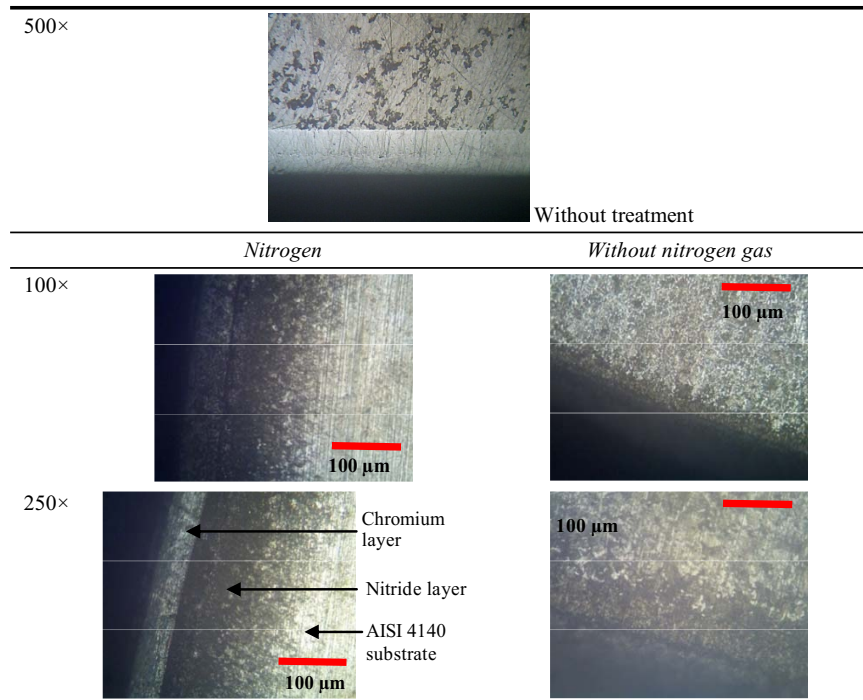 500×
Without treatment
Nitrogen
Without nitrogen gas
100×
100 µm
100 µm
250×
Chromium
layer
100 µm
Nitride layer
AISI 4140
substrate
100 µm